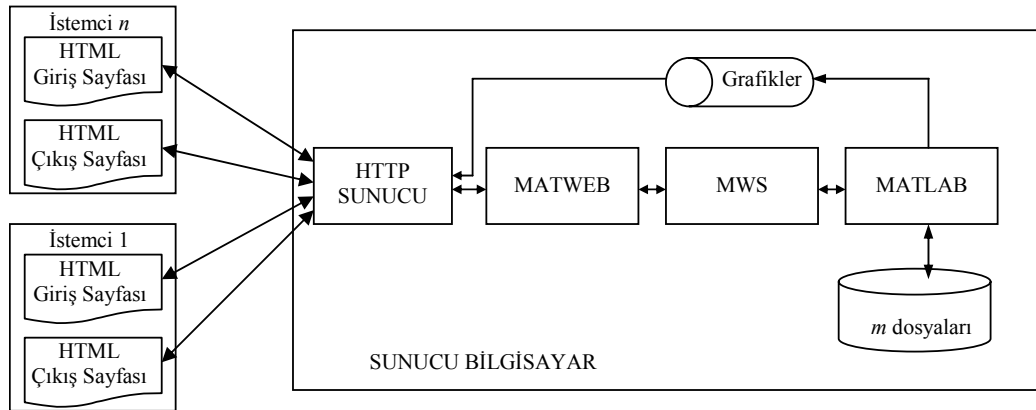 İstemci n
HTML
Giriş Sayfası
HTML
Çıkış Sayfası
İstemci 1
HTML
Giriş Sayfası
HTML
Çıkış Sayfası
Grafikler
HTTP
SUNUCU
MATWEB
MWS
MATLAB
m dosyaları
SUNUCU BİLGİSAYAR